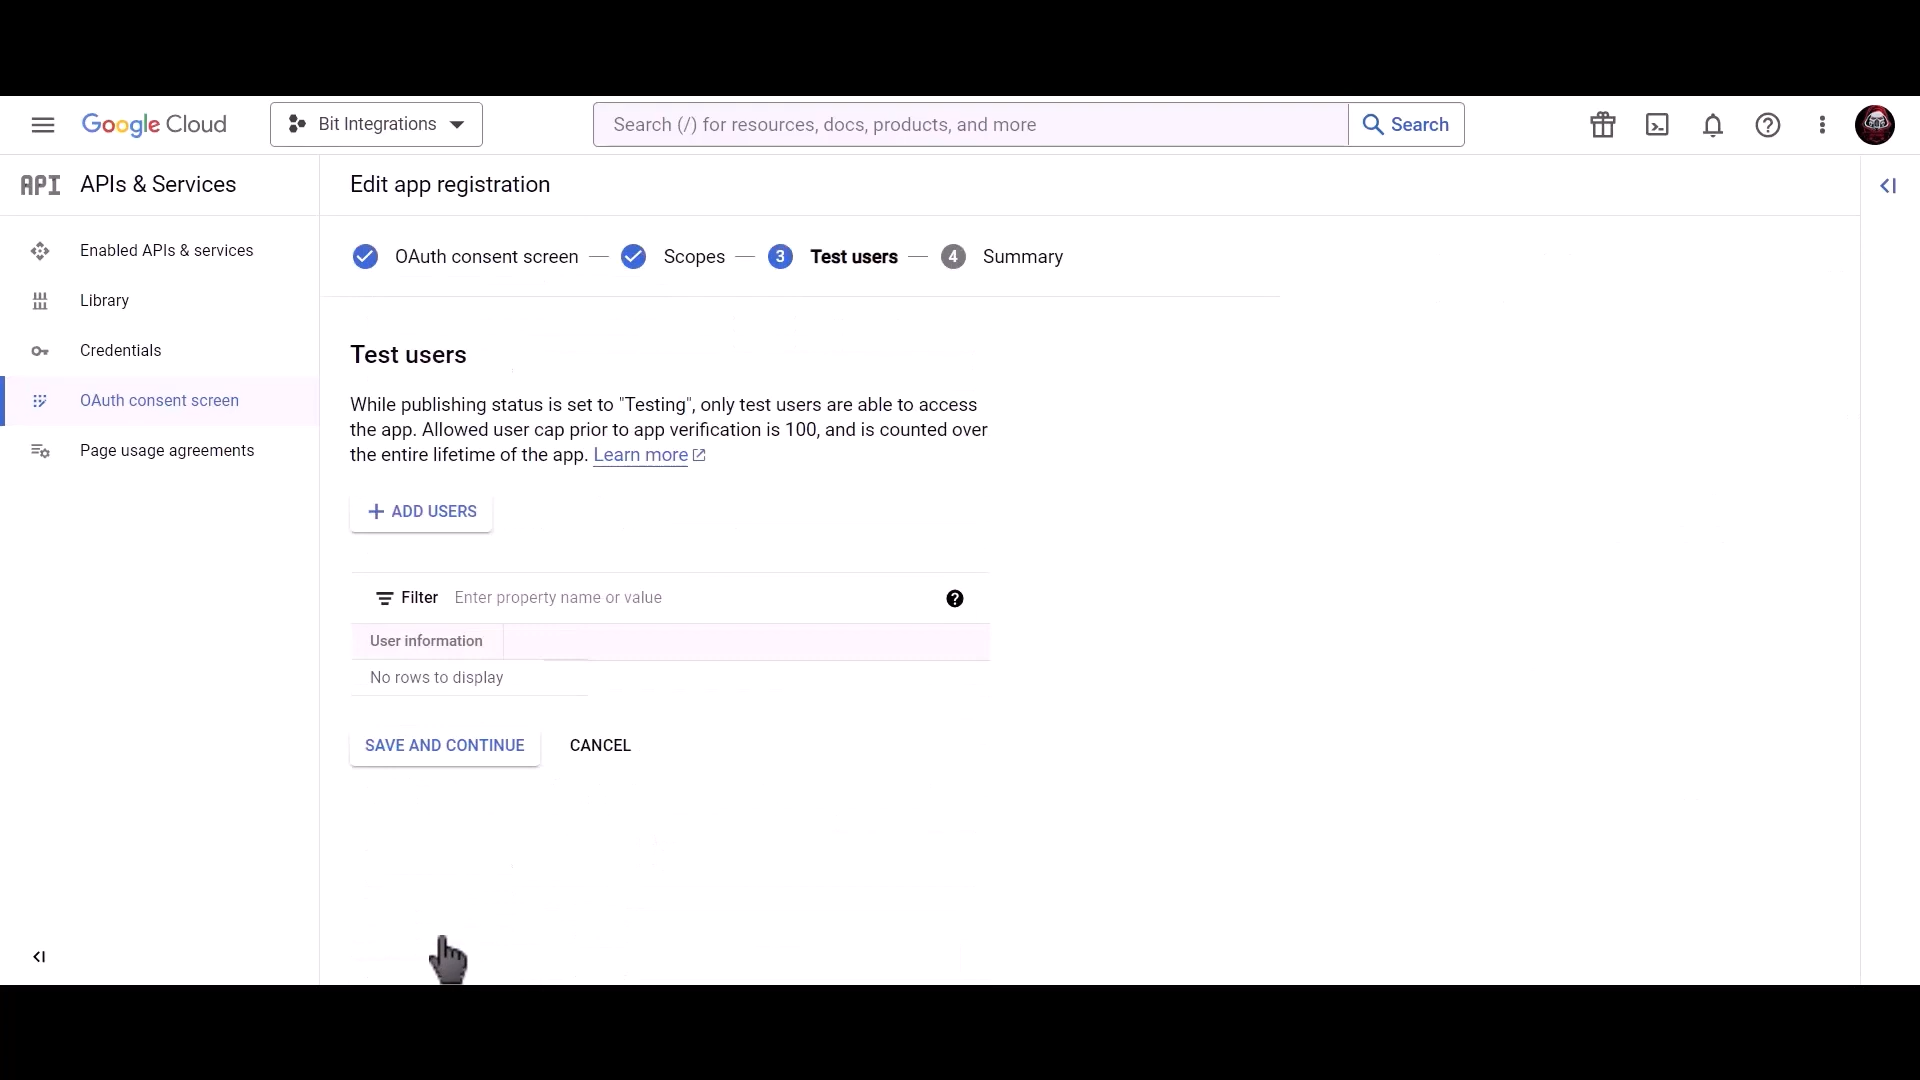 Google Cloud
Bit Integrations
Search (/) for resources, docs, products, and more
Search
API
APIs & Services
Edit app registration
Enabled APIs & services
Library
Credentials
OAuth consent screen
Page usage agreements
OAuth consent screen
Scopes
3
Test users
4
Summary
Test users
While publishing status is set to "Testing", only test users are able to access
the app. Allowed user cap prior to app verification is 100, and is counted over
the entire lifetime of the app. Learn more
ADD USERS
Filter
Enter property name or value
User information
No rows to display
SAVE AND CONTINUE
CANCEL